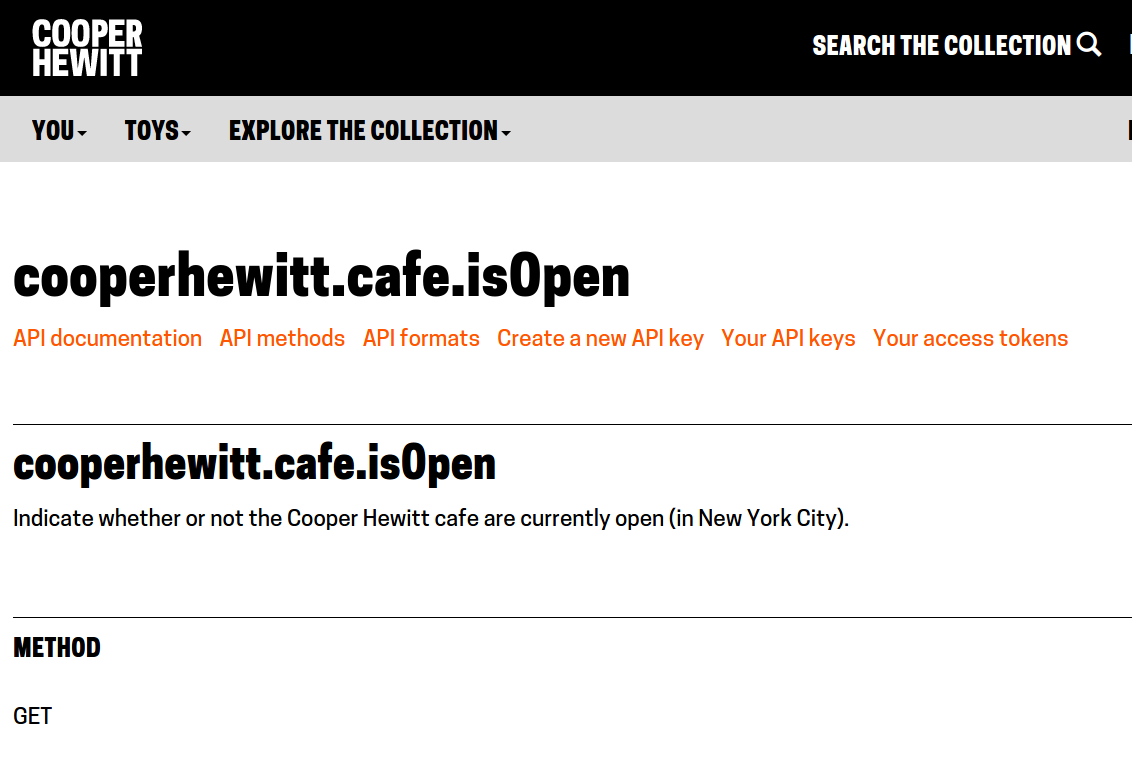 COOPER
HEWITT
SEARCH THE COLLECTION
YOU TOYS EXPLORE THE COLLECTION
cooperhewitt.cafe.isOpen
API documentation API methods API formats Create a new API key Your API keys Your access tokens
cooperhewitt.cafe.isOpen
Indicate whether or not the Cooper Hewitt cafe are currently open (in New York City).
METHOD
GET